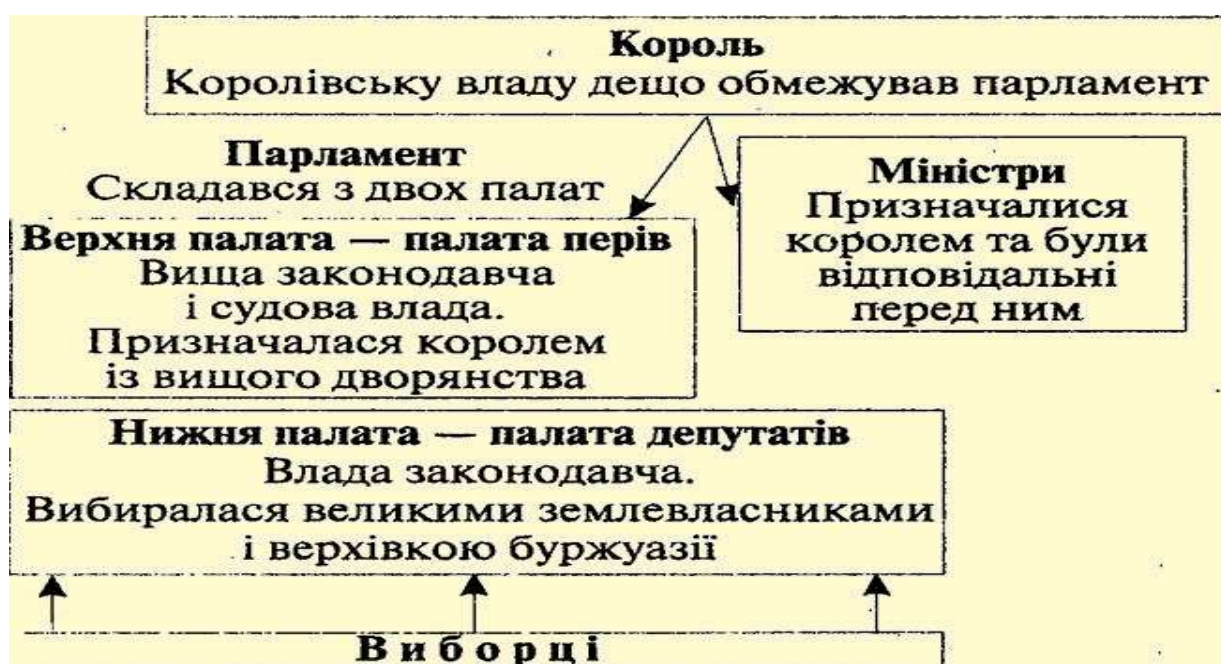 Король
Королівську владу дещо обмежував парламент
Парламент
Складався з двох палат
Міністри
Призначалися
королем та були
відповідальні
перед ним
Верхня палата — палата перів
Вища законодавча
і судова влада.
Призначалася королем
із вищого дворянства
Нижня палата — палата депутатів
Влада законодавча.
Вибиралася великими землевласниками
і верхівкою буржуазії
Виборці